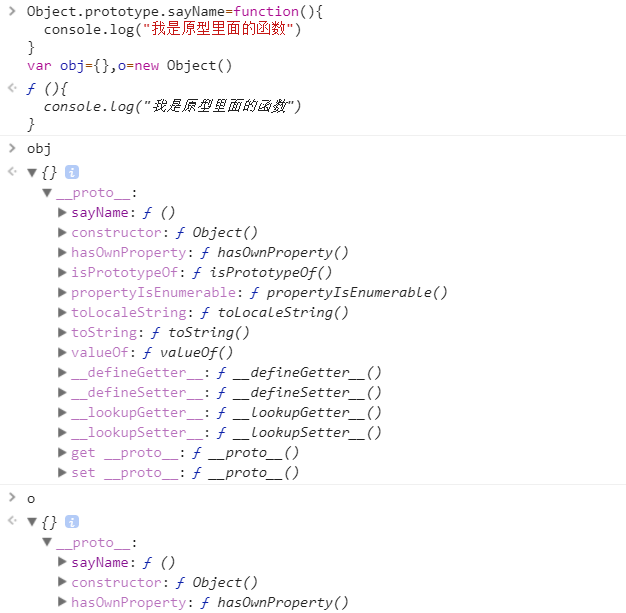 Object.prototype.sayName=function(){
console.log("我是原型里面的函数")
}
var obj={},o=new Object()
ƒ (){
console.log("我是原型里面的函数")
}
obj
{} i
__proto__:
sayName: ƒ ()
constructor: ƒ Object()
hasOwnProperty: ƒ hasOwnProperty()
isPrototypeOf: ƒ isPrototypeOf()
propertyIsEnumerable: ƒ propertyIsEnumerable()
toLocaleString: ƒ toLocaleString()
toString: ƒ toString()
valueOf: ƒ valueOf()
__defineGetter__: ƒ __defineGetter__()
__defineSetter__: ƒ __defineSetter__()
__lookupGetter__: ƒ __lookupGetter__()
__lookupSetter__: ƒ __lookupSetter__()
get __proto__: ƒ __proto__()
set __proto__: ƒ __proto__()
o
{} i
__proto__:
sayName: ƒ ()
constructor: ƒ Object()
hasOwnProperty: ƒ hasOwnProperty()